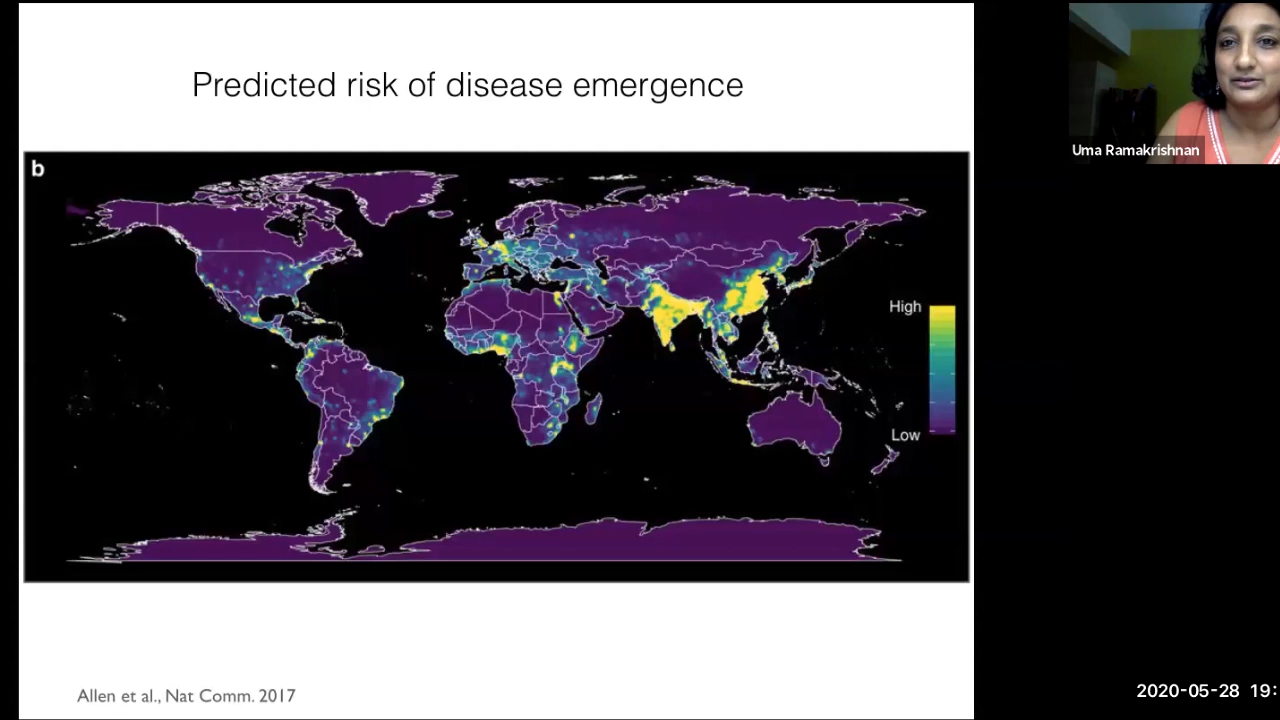 Predicted risk of disease emergence
Uma Ramakrishnan
b
High
Low
Allen et al., Nat Comm. 2017
2020-05-28 19: